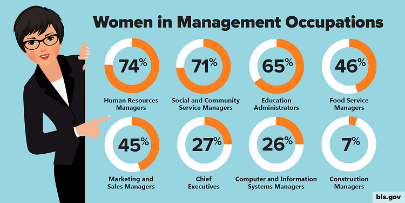 Women in Management Occupations
74%
71%
65%
46%
Human Resources
Managers
Social and Community
Service Managers
Education
Administrators
Food Service
Managers
45%
27%
26%
7%
Marketing and
Sales Managers
Chief
Executives
Computer and Information
Systems Managers
Construction
Managers
bls.gov